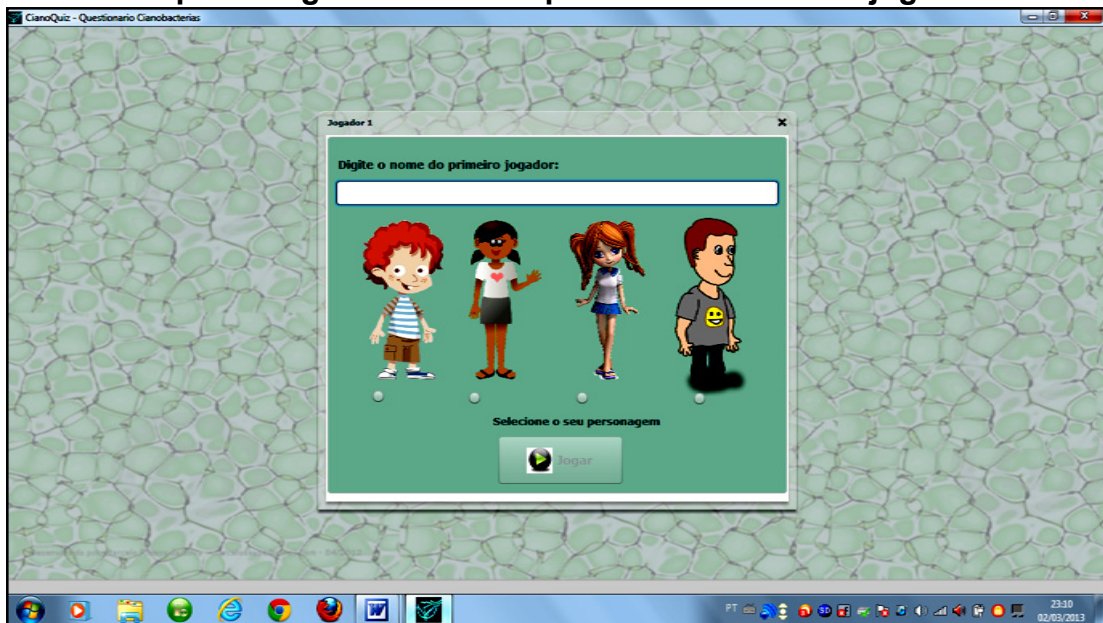 CianoQuiz - Questionario Cianobacterias
Jogador 1
Digite o nome do primeiro jogador:
Selecione o seu personagem
Jogar
PT
23:10
02/03/2013